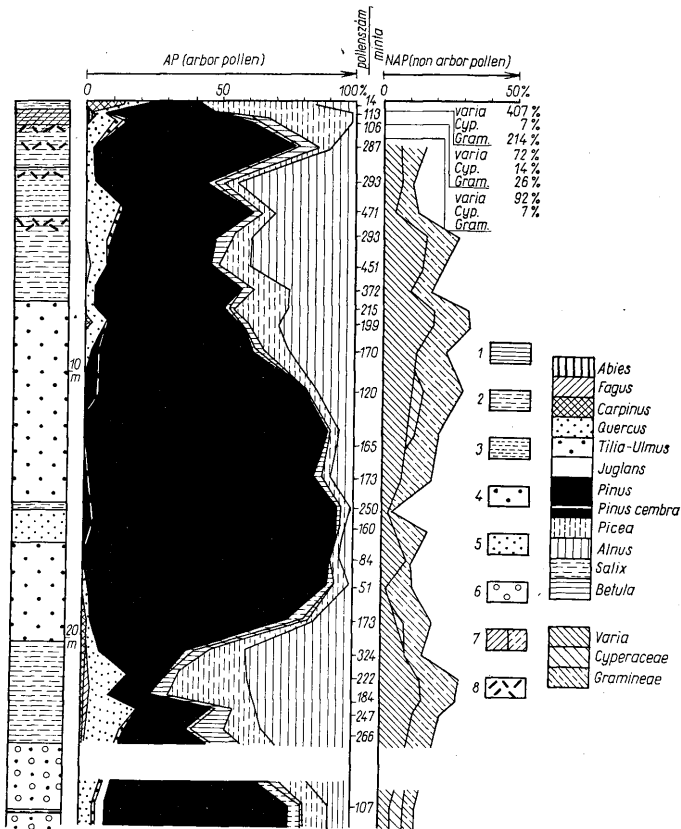 AP (arbor pollen)
pollenszám
minta
NAP (non arbor pollen)
0 50 100%
0 50%
14
113
106
287
293
471
293
451
372
215
199
170
120
165
173
250
160
84
51
173
324
222
184
247
266
107
varia 407 %
Cyp. 7 %
Gram. 214 %
varia 72 %
Cyp. 14 %
Gram. 26 %
varia 92 %
Cyp. 7 %
Gram.
10 m
20 m
1
2
3
4
5
6
7
8
Abies
Fagus
Carpinus
Quercus
Tilia-Ulmus
Juglans
Pinus
Pinus cembra
Picea
Alnus
Salix
Betula
Varia
Cyperaceae
Gramineae